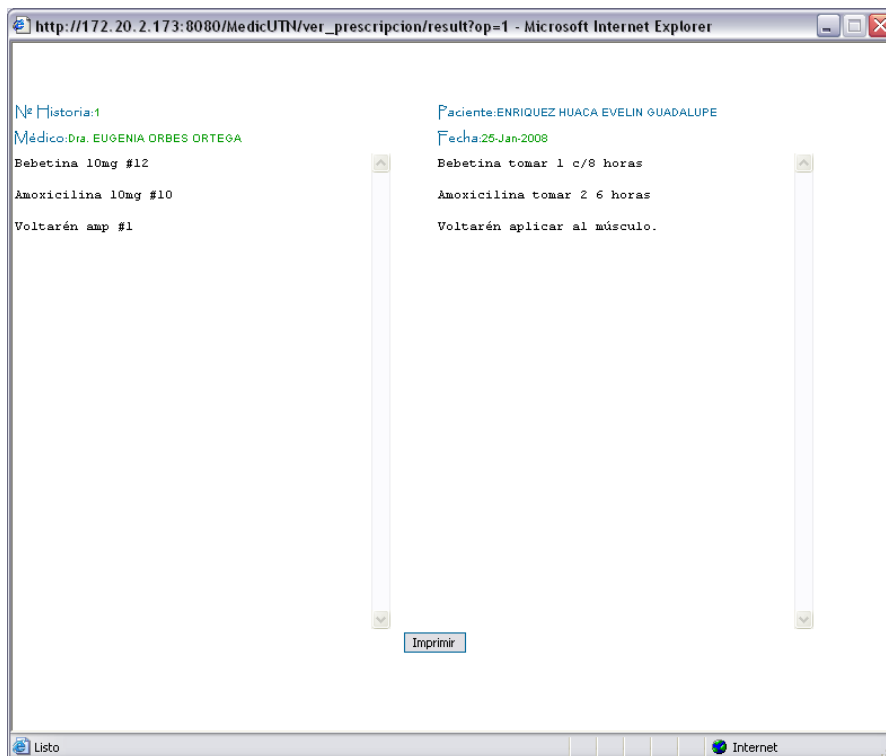 http://172.20.2.173:8080/MedicUTN/ver_prescripcion/result?op=1 - Microsoft Internet Explorer
Nº Historia:1
Paciente:ENRIQUEZ HUACA EVELIN GUADALUPE
Médico:Dra. EUGENIA ORBES ORTEGA
Fecha:25-Jan-2008
Bebetina 10mg #12
Amoxicilina 10mg #10
Voltarén amp #1
Bebetina tomar 1 c/8 horas
Amoxicilina tomar 2 6 horas
Voltarén aplicar al músculo.
Imprimir
Listo
Internet